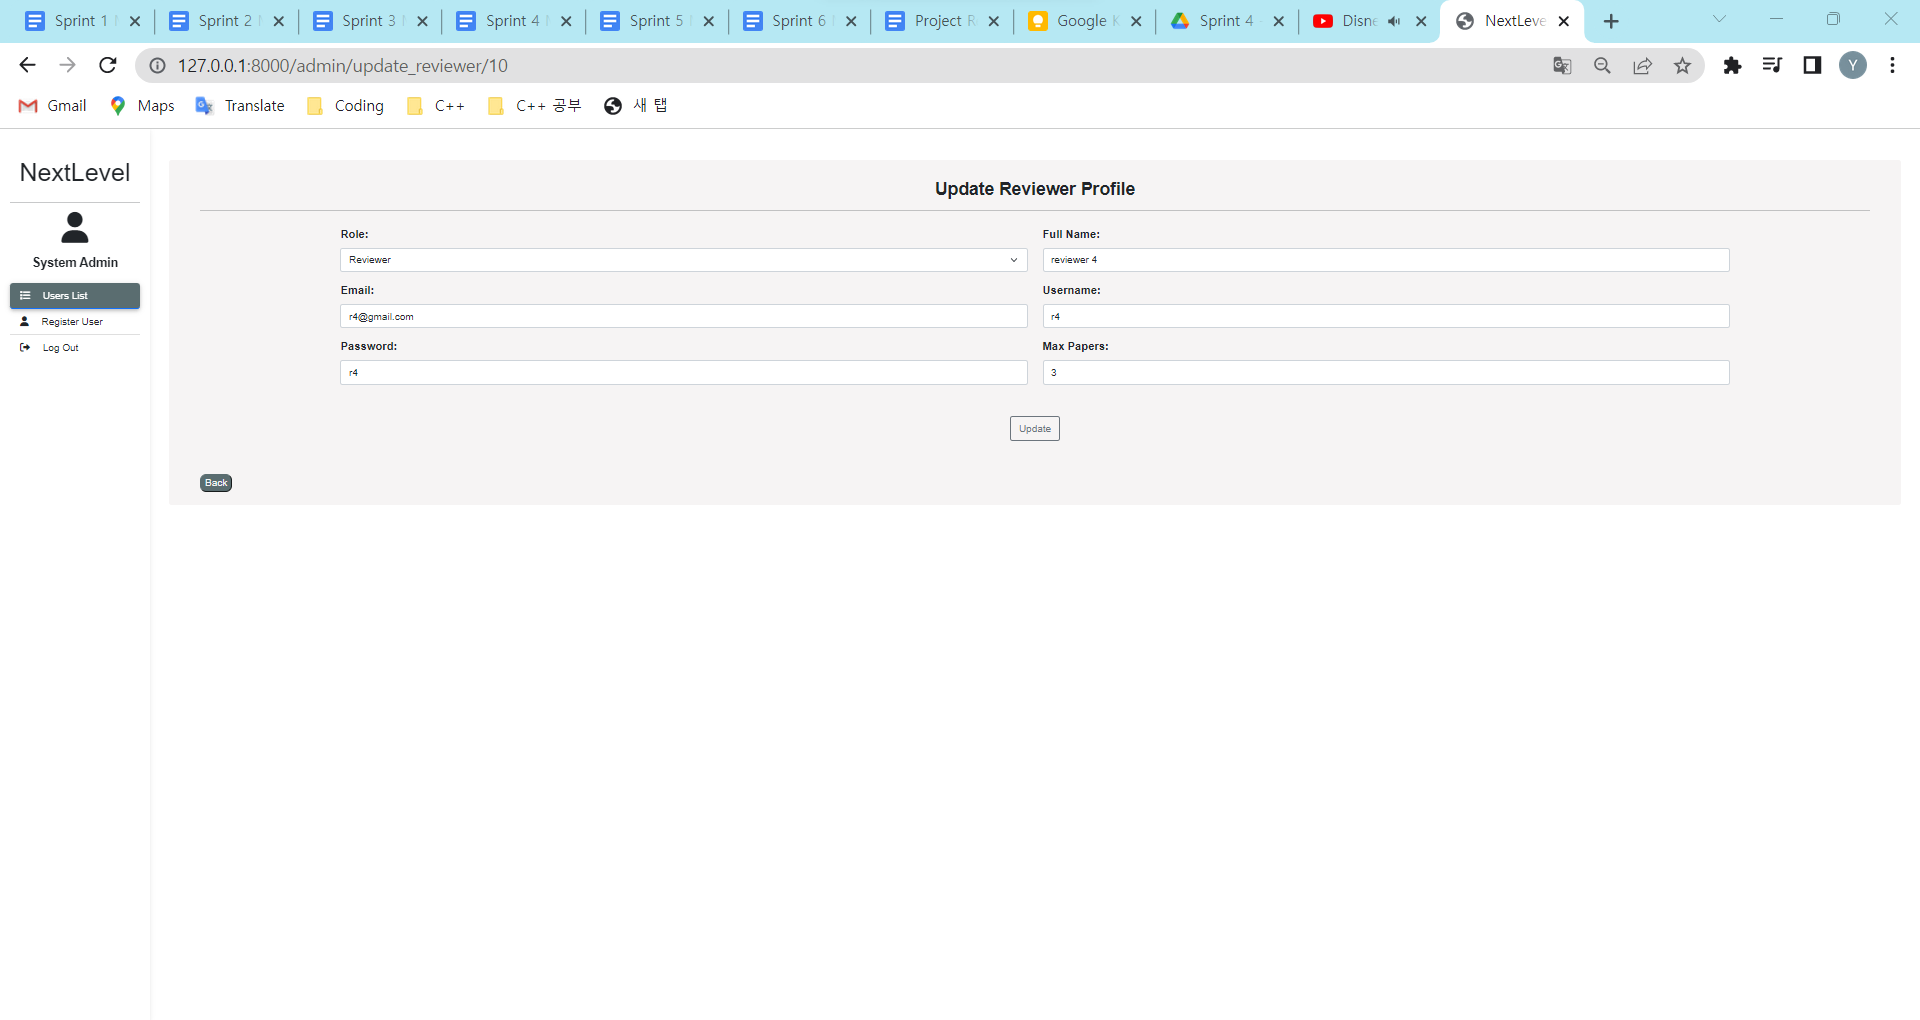 Sprint 1
Sprint 2
Sprint 3
Sprint 4
Sprint 5
Sprint 6
Project R
Google K
Sprint 4 -
Disne
NextLeve
127.0.0.1:8000/admin/update_reviewer/10
Y
Gmail
Maps
Translate
Coding
C++
C++ 공부
새 탭
NextLevel
System Admin
Users List
Register User
Log Out
Update Reviewer Profile
Role:
Reviewer
Full Name:
reviewer 4
Email:
r4@gmail.com
Username:
r4
Password:
r4
Max Papers:
3
Update
Back